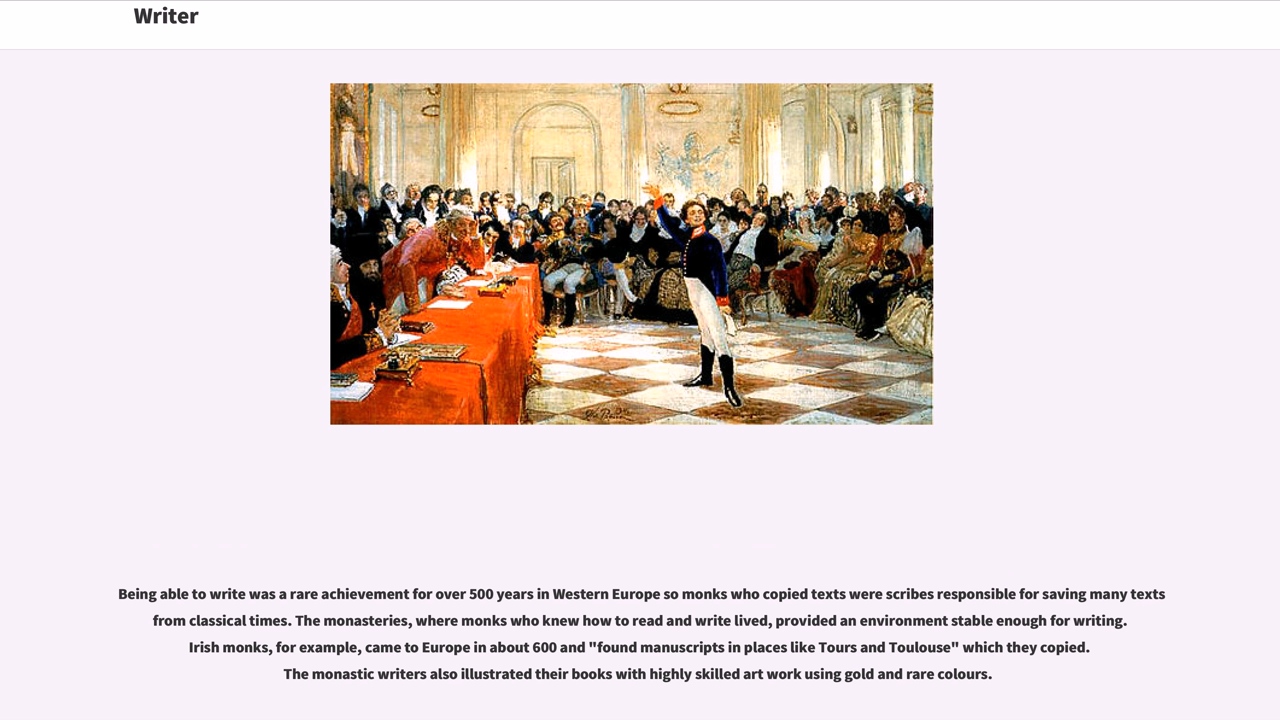 Writer
Being able to write was a rare achievement for over 500 years in Western Europe so monks who copied texts were scribes responsible for saving many texts
from classical times. The monasteries, where monks who knew how to read and write lived, provided an environment stable enough for writing.
Irish monks, for example, came to Europe in about 600 and "found manuscripts in places like Tours and Toulouse" which they copied.
The monastic writers also illustrated their books with highly skilled art work using gold and rare colours.